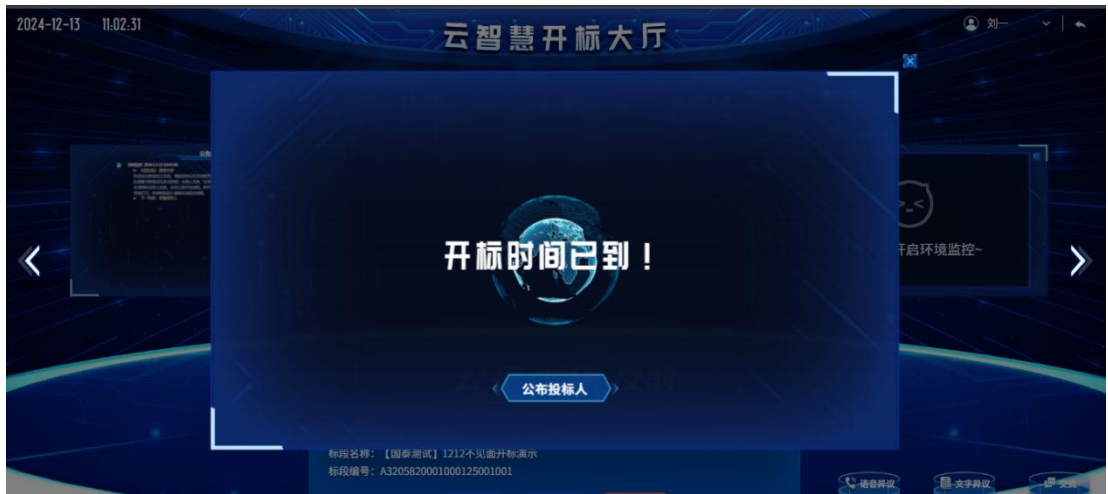 2024-12-13 11:02:31
云智慧开标大厅
刘一
开启环境监控~
开标时间已到！
公布投标人
标段名称：【国泰测试】1212不见面开标演示
标段编号：A3205820001000125001001
语音异议
文字异议
交流